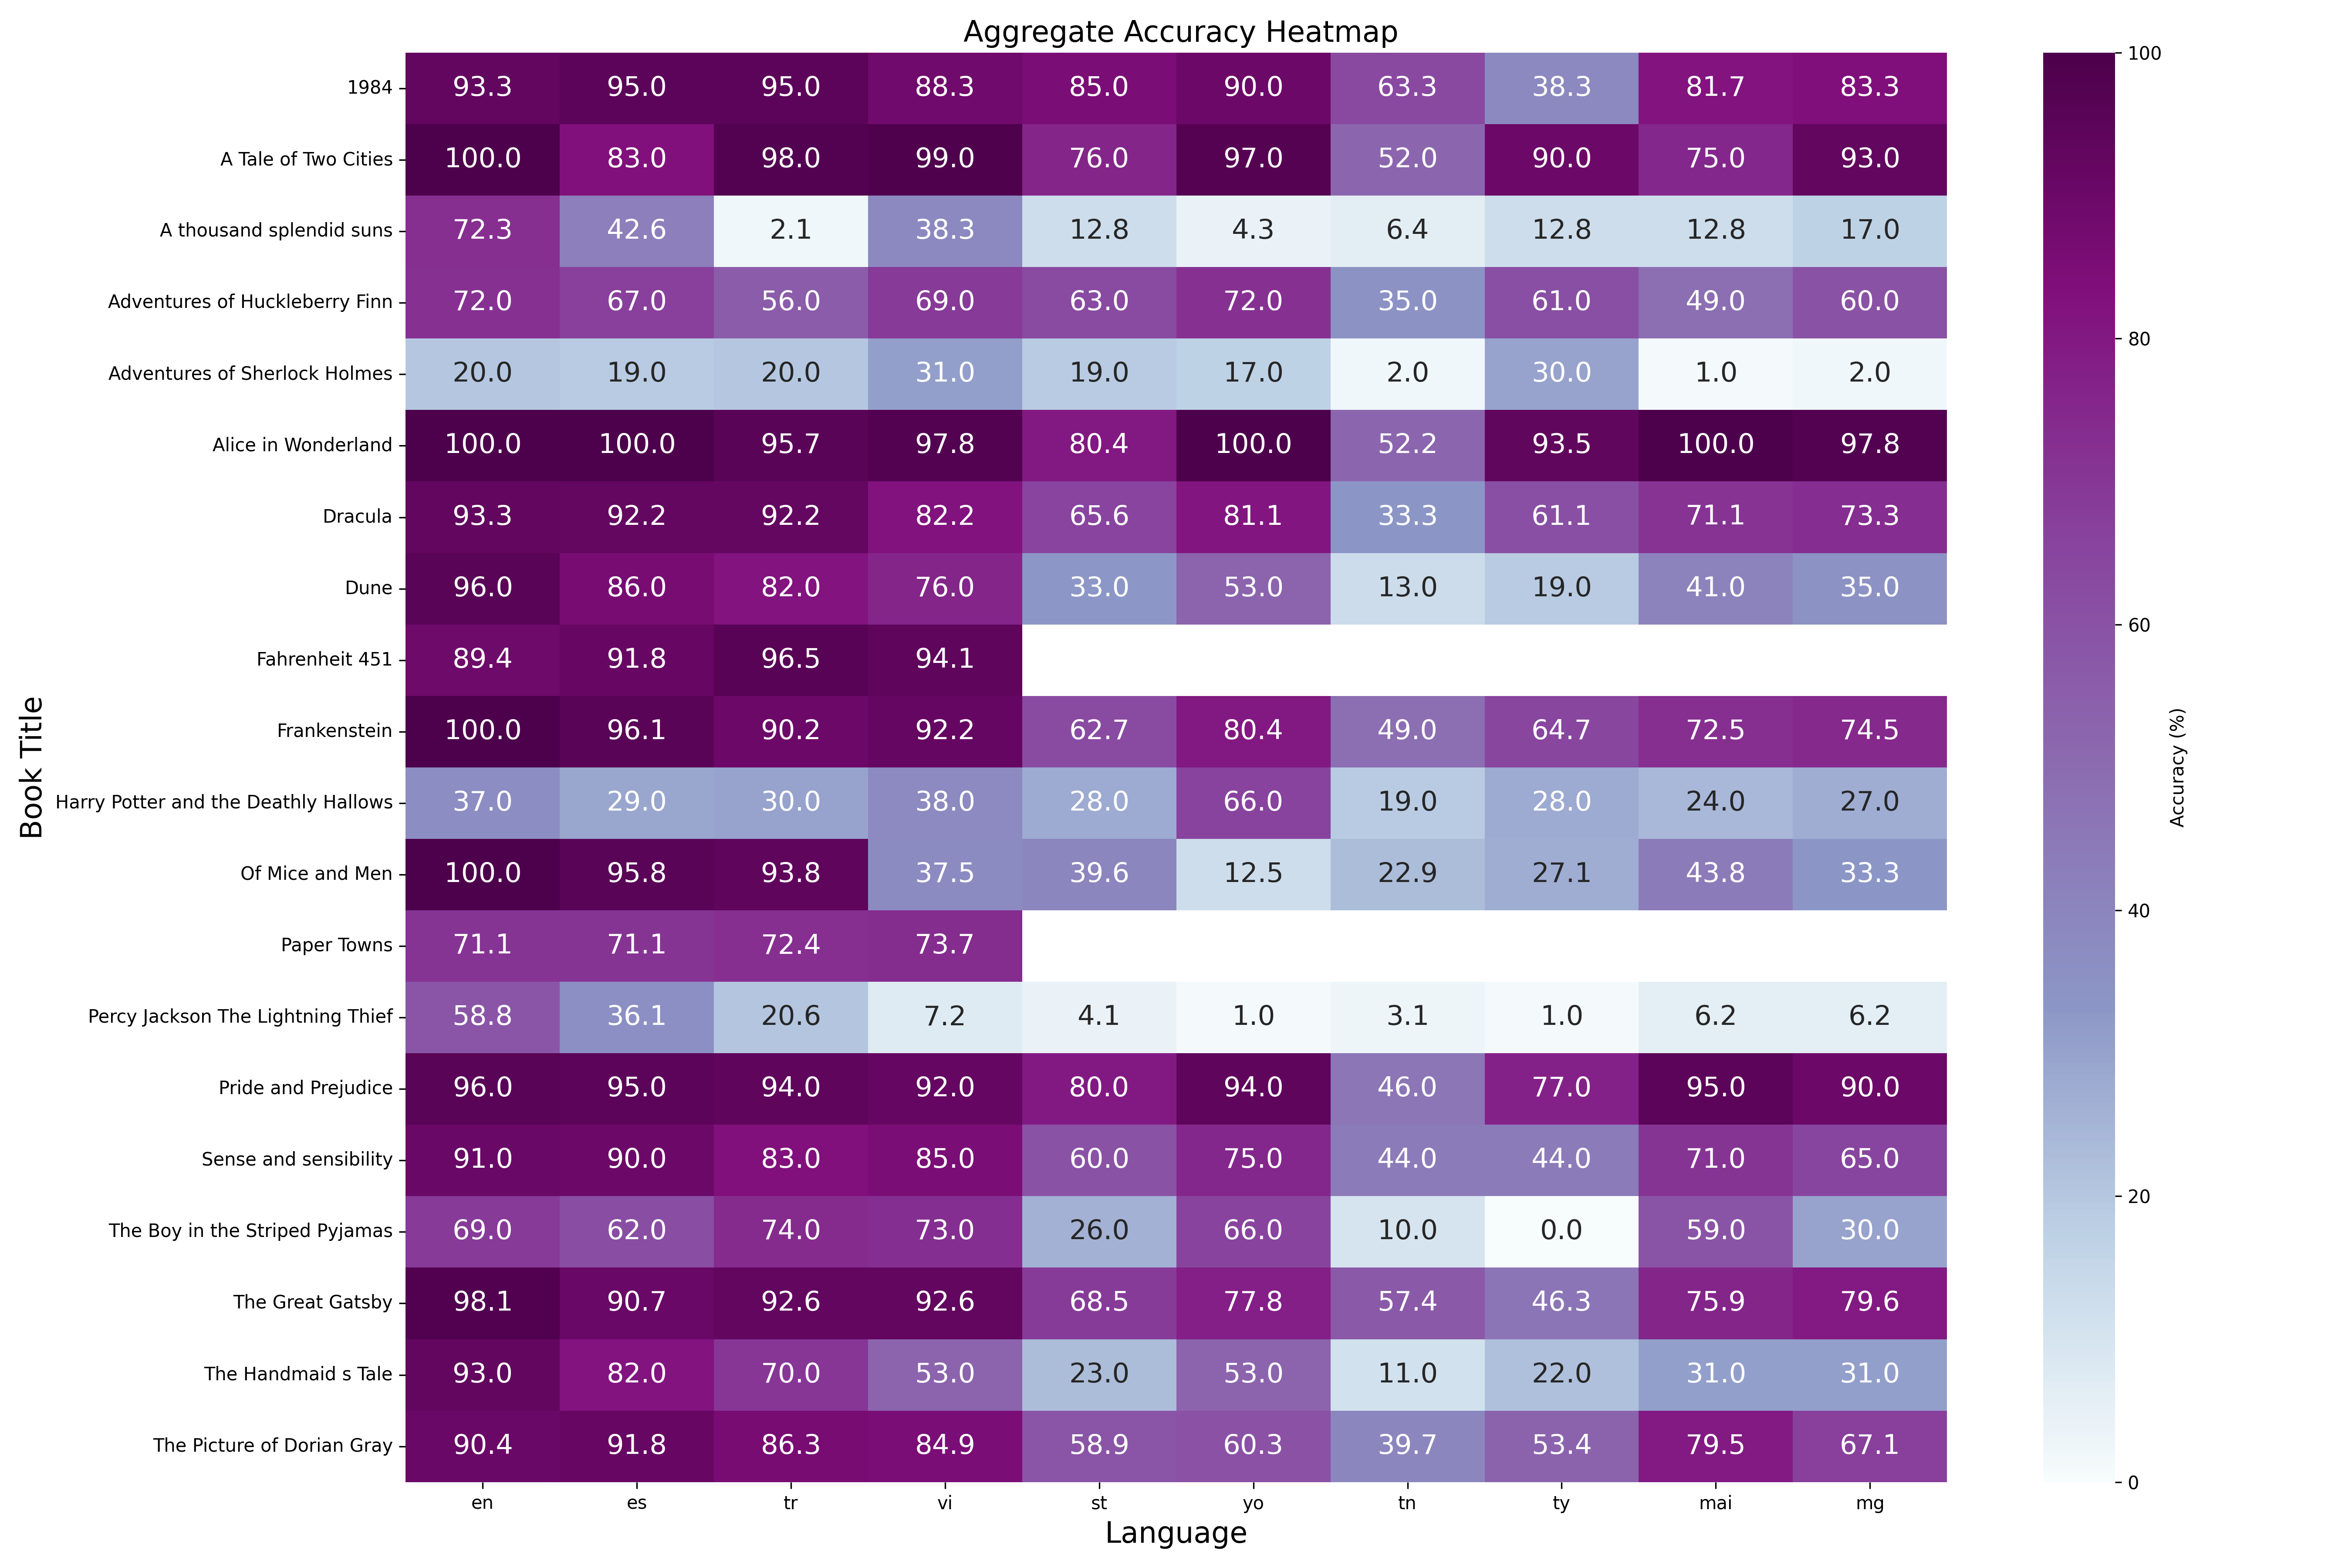 Aggregate Accuracy Heatmap
1984 93.3 95.0 95.0 88.3 85.0 90.0 63.3 38.3 81.7 83.3
A Tale of Two Cities 100.0 83.0 98.0 99.0 76.0 97.0 52.0 90.0 75.0 93.0
A thousand splendid suns 72.3 42.6 2.1 38.3 12.8 4.3 6.4 12.8 12.8 17.0
Adventures of Huckleberry Finn 72.0 67.0 56.0 69.0 63.0 72.0 35.0 61.0 49.0 60.0
Adventures of Sherlock Holmes 20.0 19.0 20.0 31.0 19.0 17.0 2.0 30.0 1.0 2.0
Alice in Wonderland 100.0 100.0 95.7 97.8 80.4 100.0 52.2 93.5 100.0 97.8
Dracula 93.3 92.2 92.2 82.2 65.6 81.1 33.3 61.1 71.1 73.3
Dune 96.0 86.0 82.0 76.0 33.0 53.0 13.0 19.0 41.0 35.0
Fahrenheit 451 89.4 91.8 96.5 94.1
Frankenstein 100.0 96.1 90.2 92.2 62.7 80.4 49.0 64.7 72.5 74.5
Harry Potter and the Deathly Hallows 37.0 29.0 30.0 38.0 28.0 66.0 19.0 28.0 24.0 27.0
Of Mice and Men 100.0 95.8 93.8 37.5 39.6 12.5 22.9 27.1 43.8 33.3
Paper Towns 71.1 71.1 72.4 73.7
Percy Jackson The Lightning Thief 58.8 36.1 20.6 7.2 4.1 1.0 3.1 1.0 6.2 6.2
Pride and Prejudice 96.0 95.0 94.0 92.0 80.0 94.0 46.0 77.0 95.0 90.0
Sense and sensibility 91.0 90.0 83.0 85.0 60.0 75.0 44.0 44.0 71.0 65.0
The Boy in the Striped Pyjamas 69.0 62.0 74.0 73.0 26.0 66.0 10.0 0.0 59.0 30.0
The Great Gatsby 98.1 90.7 92.6 92.6 68.5 77.8 57.4 46.3 75.9 79.6
The Handmaid s Tale 93.0 82.0 70.0 53.0 23.0 53.0 11.0 22.0 31.0 31.0
The Picture of Dorian Gray 90.4 91.8 86.3 84.9 58.9 60.3 39.7 53.4 79.5 67.1
en es tr vi st yo tn ty mai mg
Language
Book Title
100
80
60
40
20
0
Accuracy (%)